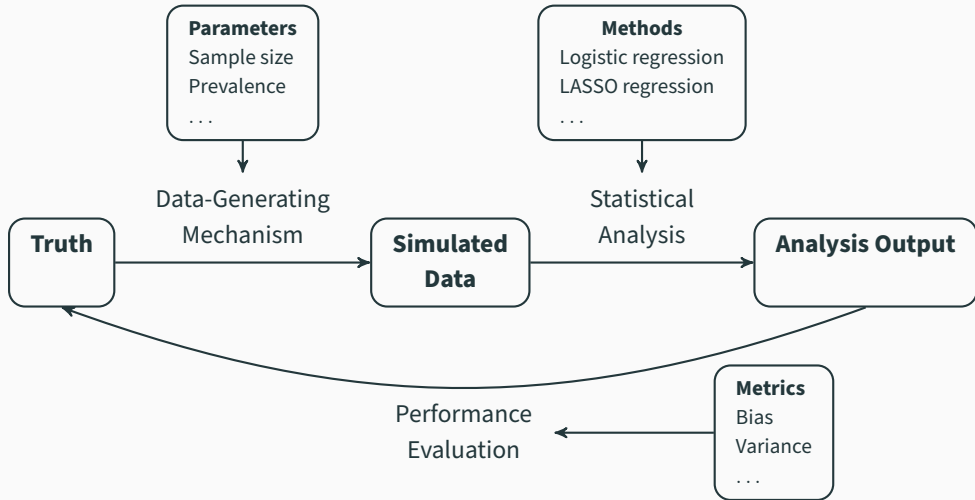 Parameters
Sample size
Prevalence
. . .
Methods
Logistic regression
LASSO regression
. . .
Data-Generating
Mechanism
Statistical
Analysis
Truth
Simulated
Data
Analysis Output
Performance
Evaluation
Metrics
Bias
Variance
. . .